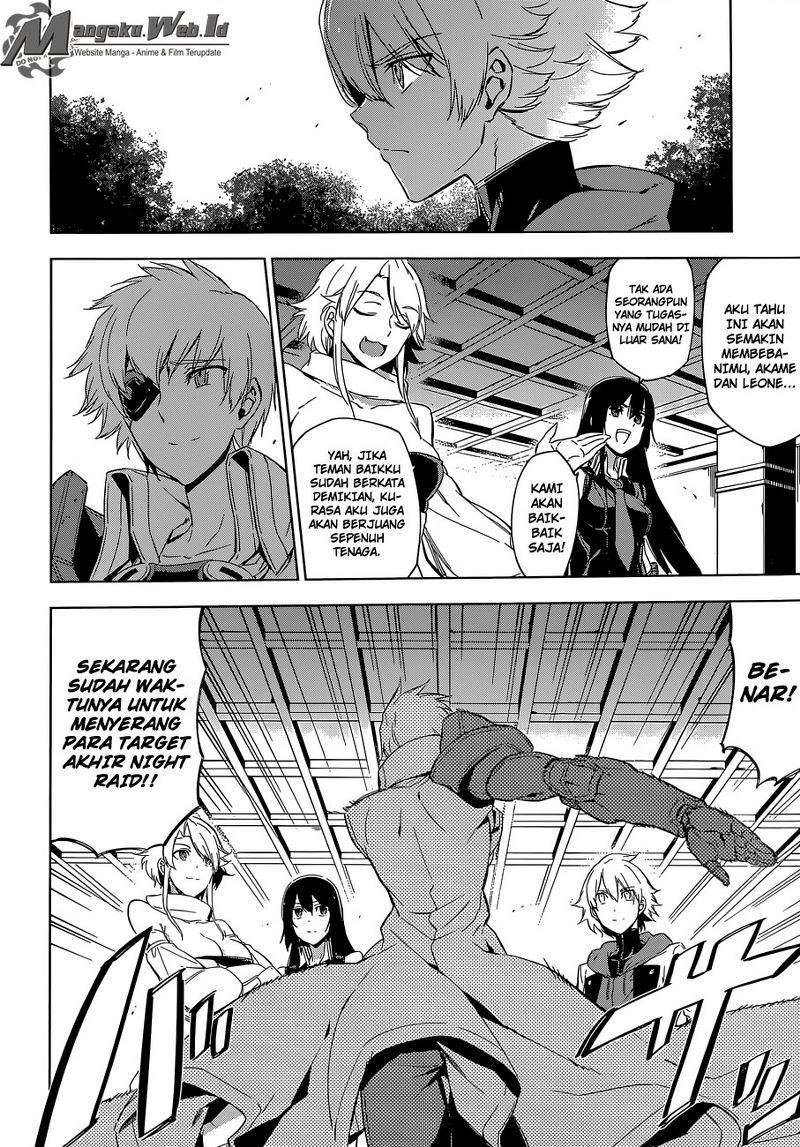 Mangaku.Web.Id
Website Manga - Anime & Film Terupdate
AKU TAHU
INI AKAN
SEMAKIN
MEMBEBA-
NIMU, AKAME
DAN LEONE...
TAK ADA
SEORANGPUN
YANG TUGAS-
NYA MUDAH DI
LUAR SANA!
KAMI
AKAN
BAIK-
BAIK
SAJA!
YAH, JIKA
TEMAN BAIKKU
SUDAH BERKATA
DEMIKIAN, KU-
RASA AKU JUGA
AKAN BERJUANG
SEPENUH
TENAGA.
BE-
NAR!
SEKARANG
SUDAH WAK-
TUNYA UNTUK
MENYERANG
PARA TARGET
AKHIR NIGHT
RAID!!